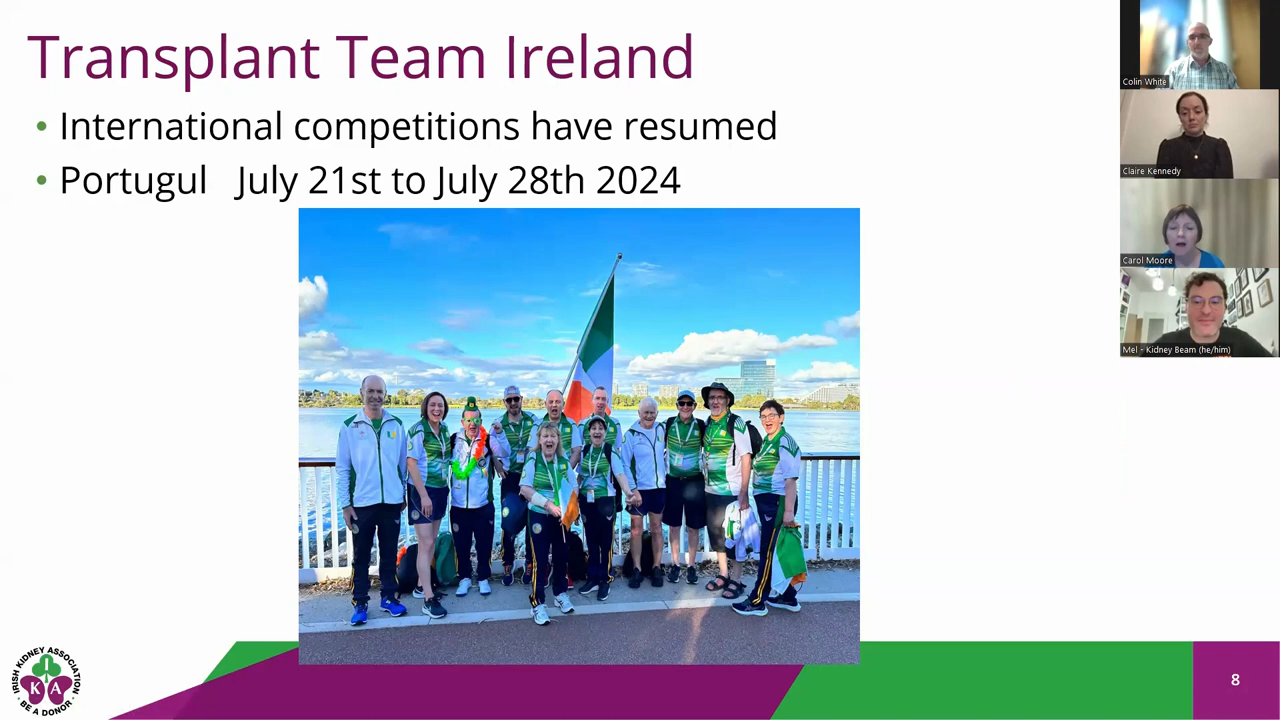 Transplant Team Ireland
• International competitions have resumed
• Portugul July 21st to July 28th 2024
Colin White
Claire Kennedy
Carol Moore
Mel - Kidney Beam (he/him)
IRISH KIDNEY ASSOCIATION
I
K A
- BE A DONOR -
8